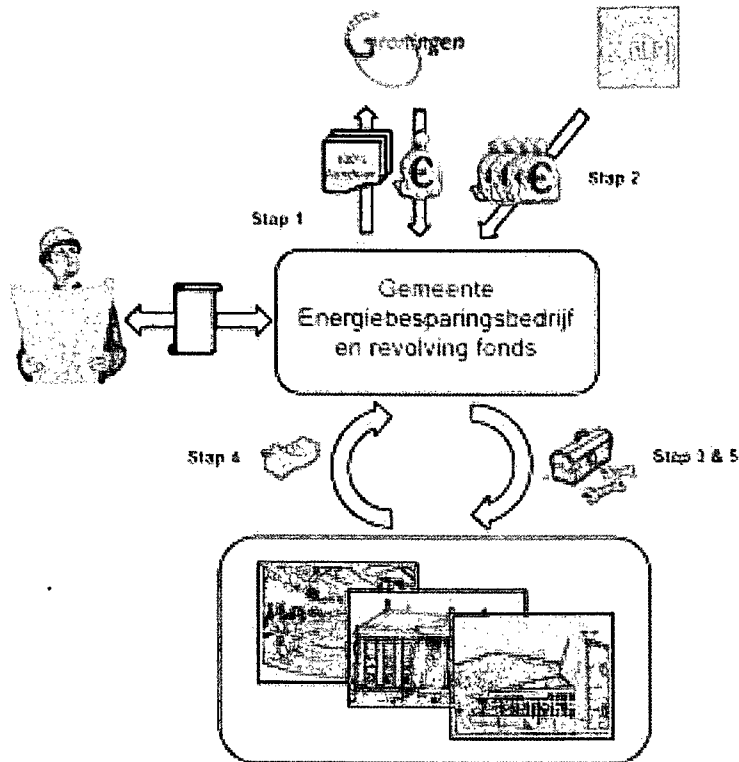 Groningen
Stap 1
Stap 2
€
€
Gemeente
Energiebesparingsbedrijf
en revolving fonds
Stap 4
Stap 3 & 5